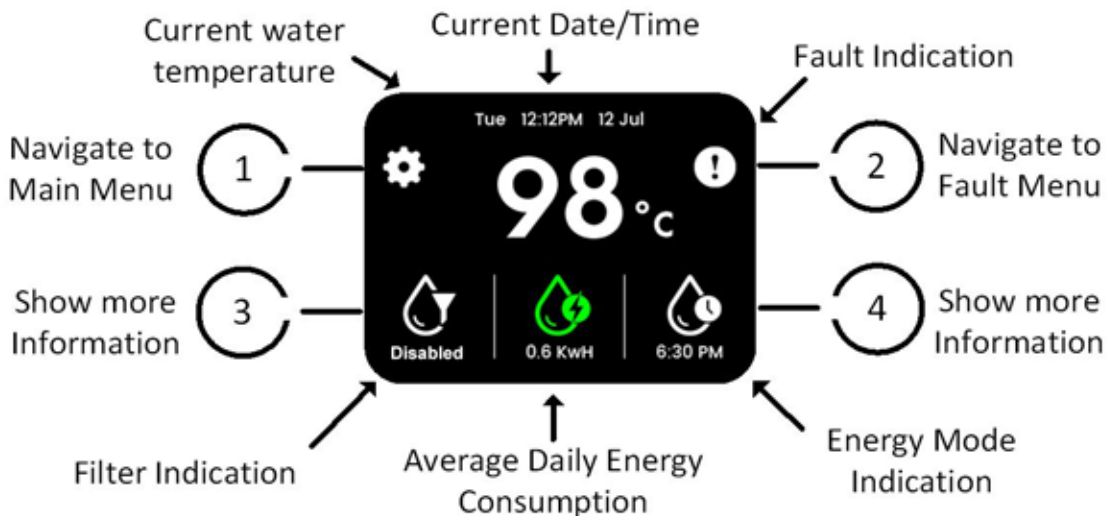 Current water
temperature
Current Date/Time
Fault Indication
Tue 12:12PM 12 Jul
Navigate to
Main Menu
1
98 °C
!
2
Navigate to
Fault Menu
Show more
Information
3
Disabled
0.6 KwH
6:30 PM
4
Show more
Information
Filter Indication
Average Daily Energy
Consumption
Energy Mode
Indication